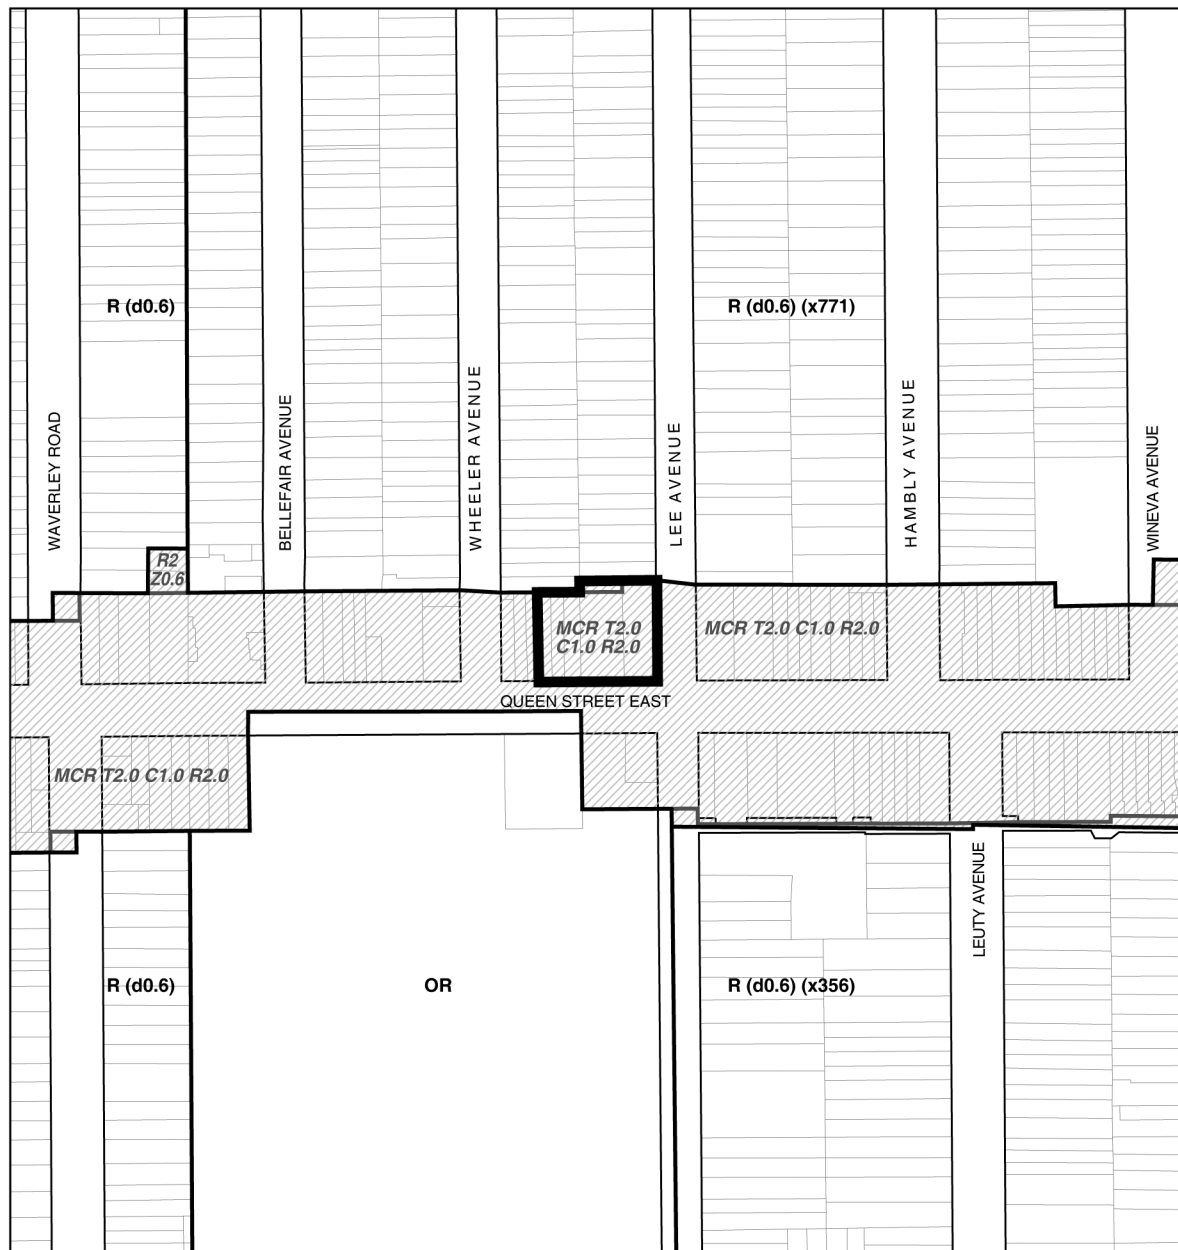 R (d0.6)
R (d0.6) (x771)
WAVERLEY ROAD
BELLEFAIR AVENUE
WHEELER AVENUE
LEE AVENUE
HAMBLY AVENUE
WINEVA AVENUE
R2
Z0.6
MCR T2.0
C1.0 R2.0
MCR T2.0 C1.0 R2.0
QUEEN STREET EAST
MCR T2.0 C1.0 R2.0
LEUTY AVENUE
R (d0.6)
OR
R (d0.6) (x356)